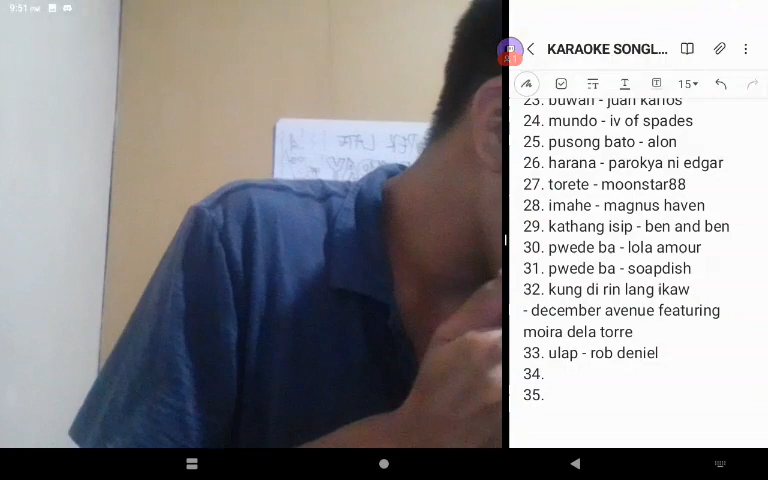 9:51 PM
KARAOKE SONGL...
15
23. buwan - juan karlos
24. mundo - iv of spades
25. pusong bato - alon
26. harana - parokya ni edgar
27. torete - moonstar88
28. imahe - magnus haven
29. kathang isip - ben and ben
30. pwede ba - lola amour
31. pwede ba - soapdish
32. kung di rin lang ikaw
- december avenue featuring
moira dela torre
33. ulap - rob deniel
34.
35.